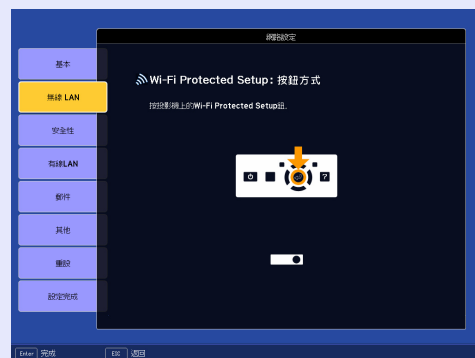 網路設定
基本
無線 LAN
安全性
有線LAN
郵件
其他
重設
設定完成
Wi-Fi Protected Setup: 按鈕方式
按投影機上的Wi-Fi Protected Setup鈕.
?
Enter 完成
ESC 返回